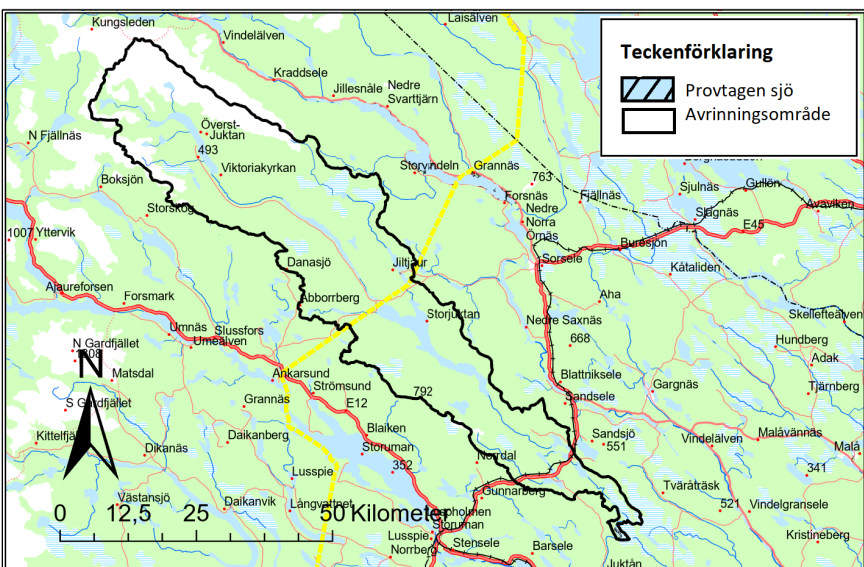 Kungsleden
Laisälven
Vindelälven
Teckenförklaring
Provtagen sjö
Avrinningsområde
Kraddsele
Jillesnåle
Nedre
Svarttjärn
Överst-
Juktan
493
N Fjällnäs
Viktoriakyrkan
Storvindeln
Grannäs
763
Boksjön
Forsnäs
Fjällnäs
Sjulnäs
Gullön
Avaviken
Storskog
Nedre
Norra
Örnäs
Slagnäs
E45
1007
Yttervik
Buresjön
Danasjö
Jiltjaur
Sorsele
Kåtaliden
Ajaureforsen
Forsmark
Abborrberg
Aha
Storjuktan
Nedre Saxnäs
Skellefteälven
Umnäs
Slussfors
Umeälven
668
Hundberg
N Gardfjället
N
Adak
Matsdal
Ankarsund
Blattniksele
Gargnäs
Tjärnberg
Strömsund
792
Sandsele
S Gardfjället
Grannäs
E12
Kittelfjäl
Daikanberg
Blaiken
Sandsjö
551
Vindelälven
Malåvännäs
Malå
Dikanäs
Storuman
352
Norrdal
341
Lusspie
Tväråträsk
Gunnarberg
Västansjö
Daikanvik
Långvattnet
521
Vindelgransele
0
12,5
25
50 Kilometer
Storuman
Lusspie
Norrberg
Stensele
Barsele
Kristineberg
Juktån